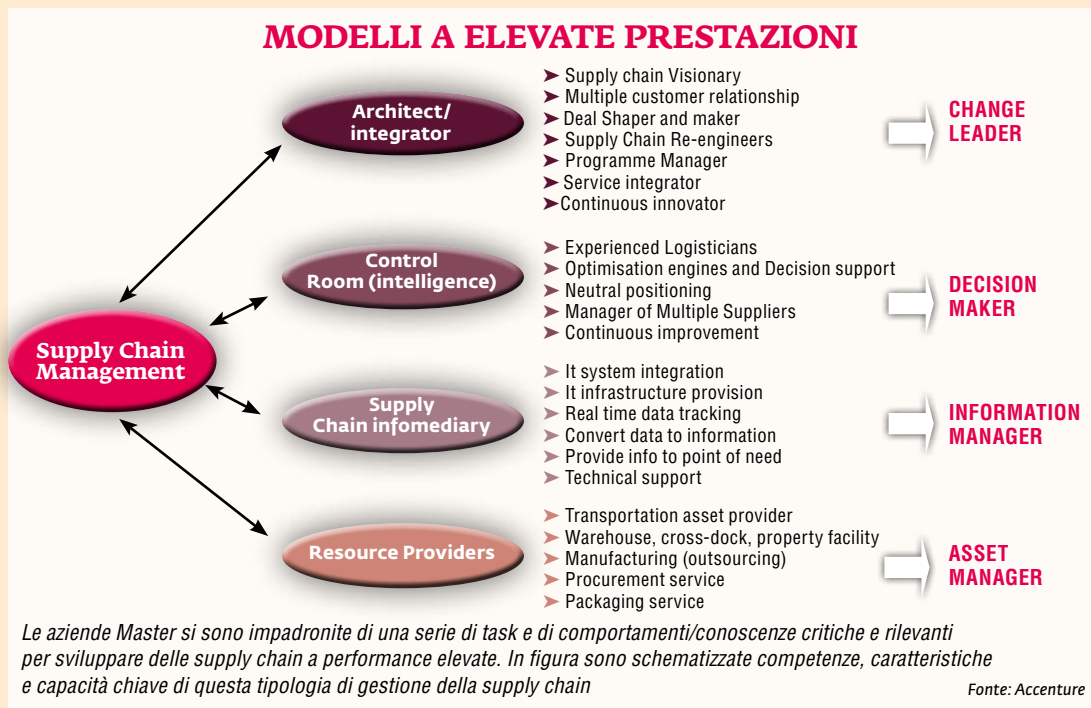 MODELLI A ELEVATE PRESTAZIONI
Architect/
integrator
➤ Supply chain Visionary
➤ Multiple customer relationship
➤ Deal Shaper and maker
➤ Supply Chain Re-engineers
➤ Programme Manager
➤ Service integrator
➤Continuous innovator
CHANGE
LEADER
Control
Room (intelligence)
➤ Experienced Logisticians
➤ Optimisation engines and Decision support
➤ Neutral positioning
➤ Manager of Multiple Suppliers
➤ Continuous improvement
DECISION
MAKER
Supply Chain
Management
Supply
Chain infomediary
➤ It system integration
➤ It infrastructure provision
➤ Real time data tracking
➤ Convert data to information
➤ Provide info to point of need
➤ Technical support
INFORMATION
MANAGER
Resource Providers
➤ Transportation asset provider
➤ Warehouse, cross-dock, property facility
➤ Manufacturing (outsourcing)
➤ Procurement service
➤ Packaging service
ASSET
MANAGER
Le aziende Master si sono impadronite di una serie di task e di comportamenti/conoscenze critiche e rilevanti
per sviluppare delle supply chain a performance elevate. In figura sono schematizzate competenze, caratteristiche
e capacità chiave di questa tipologia di gestione della supply chain
Fonte: Accenture